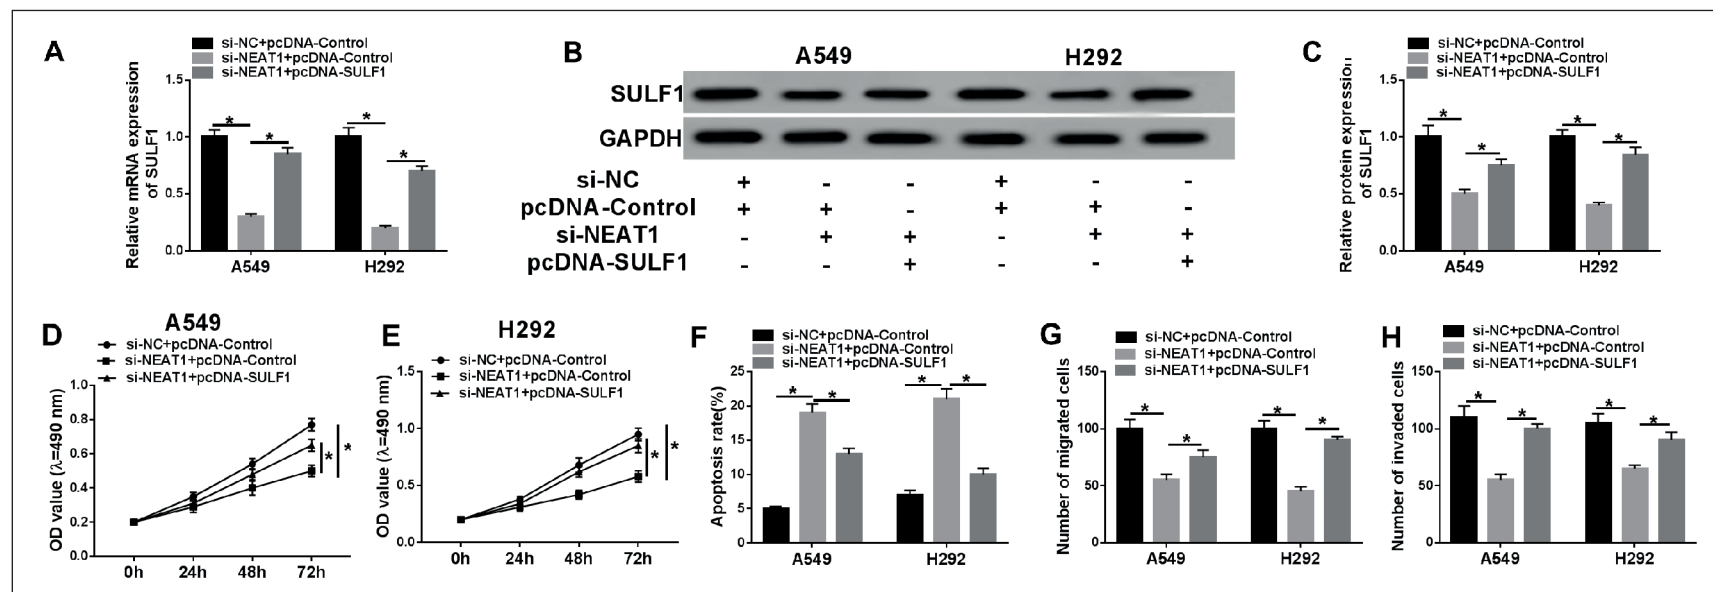 A
si-NC+pcDNA-Control
si-NEAT1+pcDNA-Control
si-NEAT1+pcDNA-SULF1
Relative mRNA expression
of SULF1
1.5
1.0
0.5
0.0
*
*
*
*
A549
H292
B
A549
H292
SULF1
GAPDH
si-NC + - - + - -
pcDNA-Control + + - + + -
si-NEAT1 - + + - + +
pcDNA-SULF1 - - + - - +
C
si-NC+pcDNA-Control
si-NEAT1+pcDNA-Control
si-NEAT1+pcDNA-SULF1
Relative protein expression
of SULF1
1.5
1.0
0.5
0.0
*
*
*
*
A549
H292
D
A549
si-NC+pcDNA-Control
si-NEAT1+pcDNA-Control
si-NEAT1+pcDNA-SULF1
OD value (λ=490 nm)
1.0
0.8
0.6
0.4
0.2
0.0
*
*
0h 24h 48h 72h
E
H292
si-NC+pcDNA-Control
si-NEAT1+pcDNA-Control
si-NEAT1+pcDNA-SULF1
OD value (λ=490 nm)
1.5
1.0
0.5
0.0
*
*
0h 24h 48h 72h
F
si-NC+pcDNA-Control
si-NEAT1+pcDNA-Control
si-NEAT1+pcDNA-SULF1
Apoptosis rate(%)
25
20
15
10
5
0
*
*
*
*
A549
H292
G
si-NC+pcDNA-Control
si-NEAT1+pcDNA-Control
si-NEAT1+pcDNA-SULF1
Number of migrated cells
150
100
50
0
*
*
*
*
A549
H292
H
si-NC+pcDNA-Control
si-NEAT1+pcDNA-Control
si-NEAT1+pcDNA-SULF1
Number of invaded cells
150
100
50
0
*
*
*
*
A549
H292